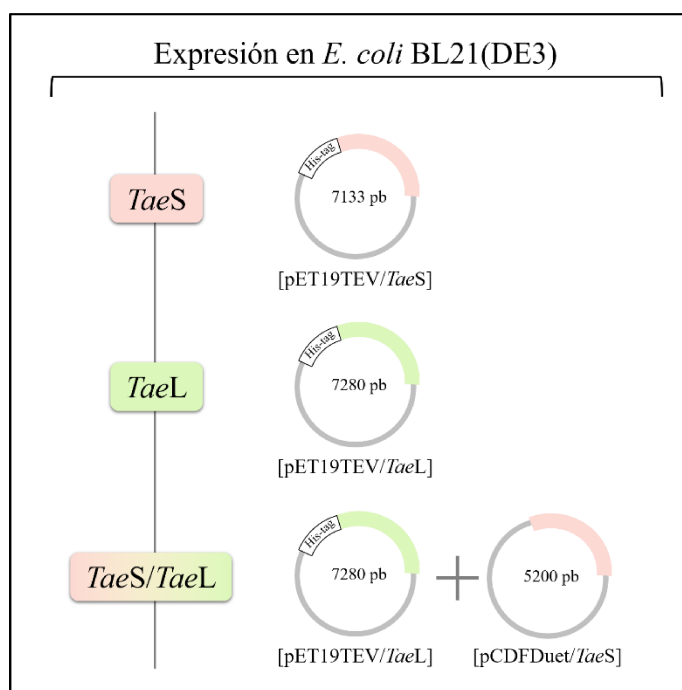 Expresión en E. coli BL21(DE3)
TaeS
His-tag
7133 pb
[pET19TEV/TaeS]
TaeL
His-tag
7280 pb
[pET19TEV/TaeL]
TaeS/TaeL
His-tag
7280 pb
[pET19TEV/TaeL]
+
5200 pb
[pCDFDuet/TaeS]